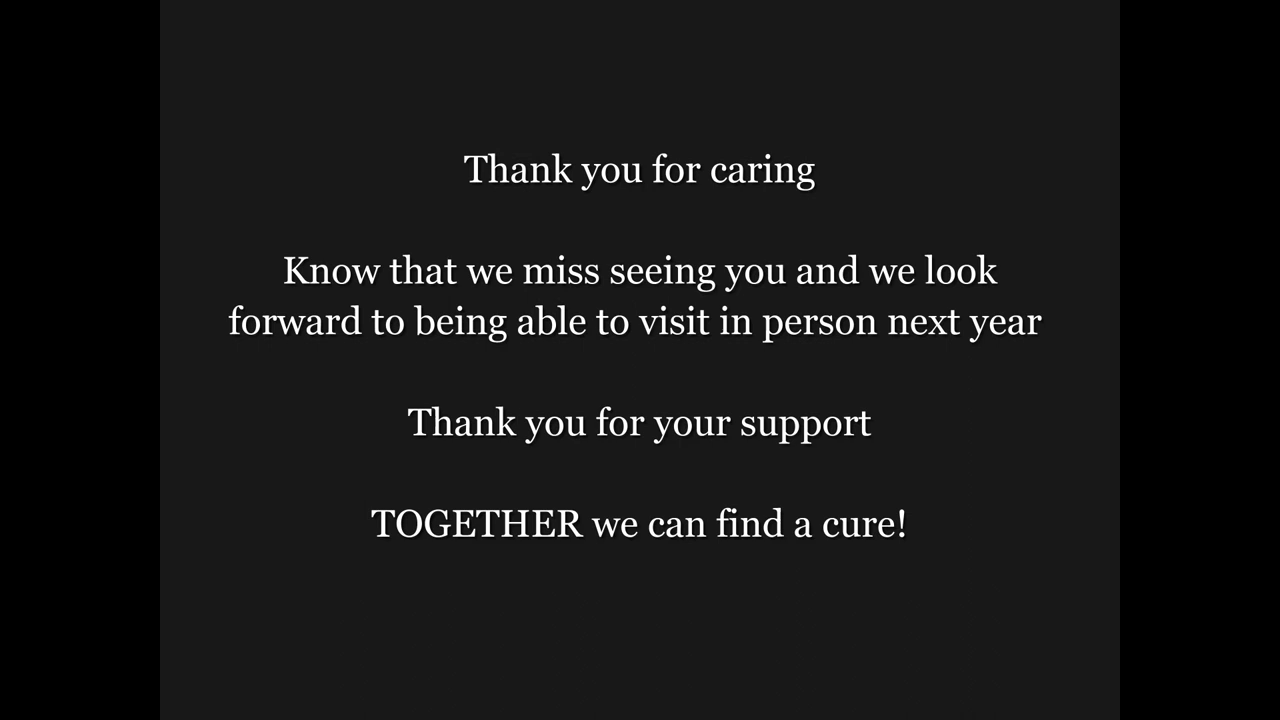 Thank you for caring
Know that we miss seeing you and we look
forward to being able to visit in person next year
Thank you for your support
TOGETHER we can find a cure!